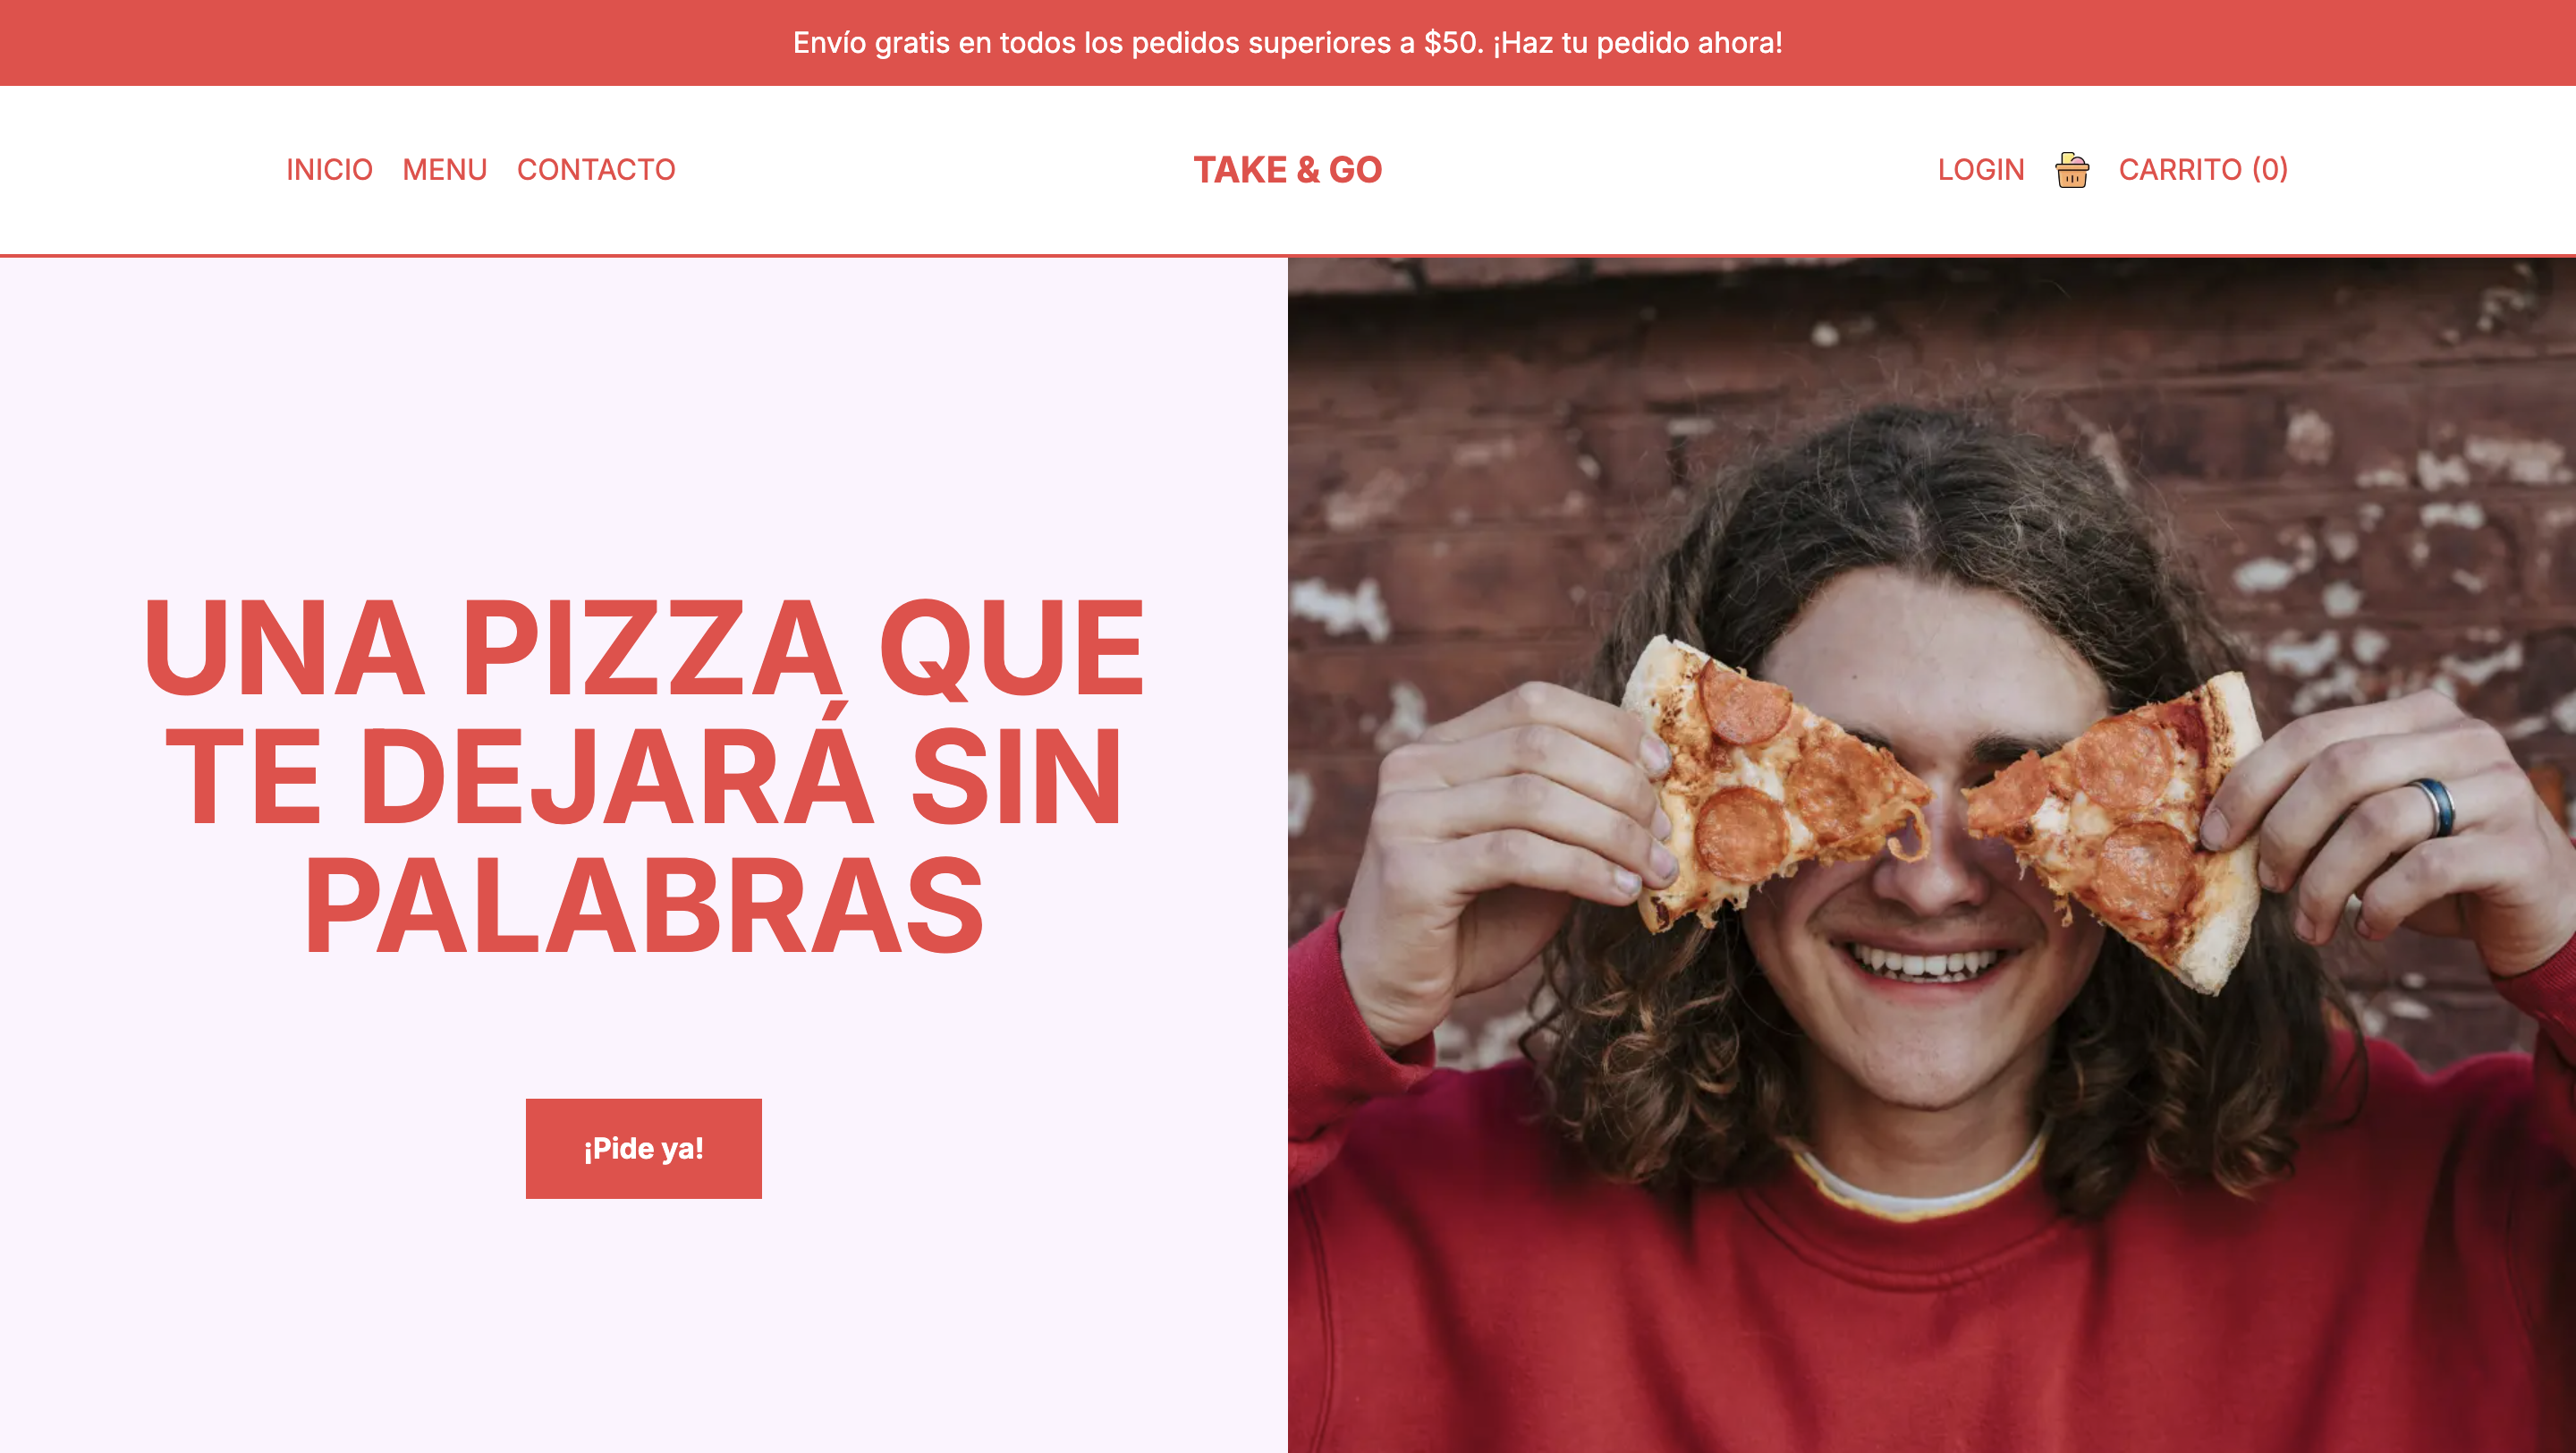 Envío gratis en todos los pedidos superiores a $50. ¡Haz tu pedido ahora!
INICIO MENU CONTACTO
TAKE & GO
LOGIN CARRITO (0)
UNA PIZZA QUE
TE DEJARÁ SIN
PALABRAS
¡Pide ya!